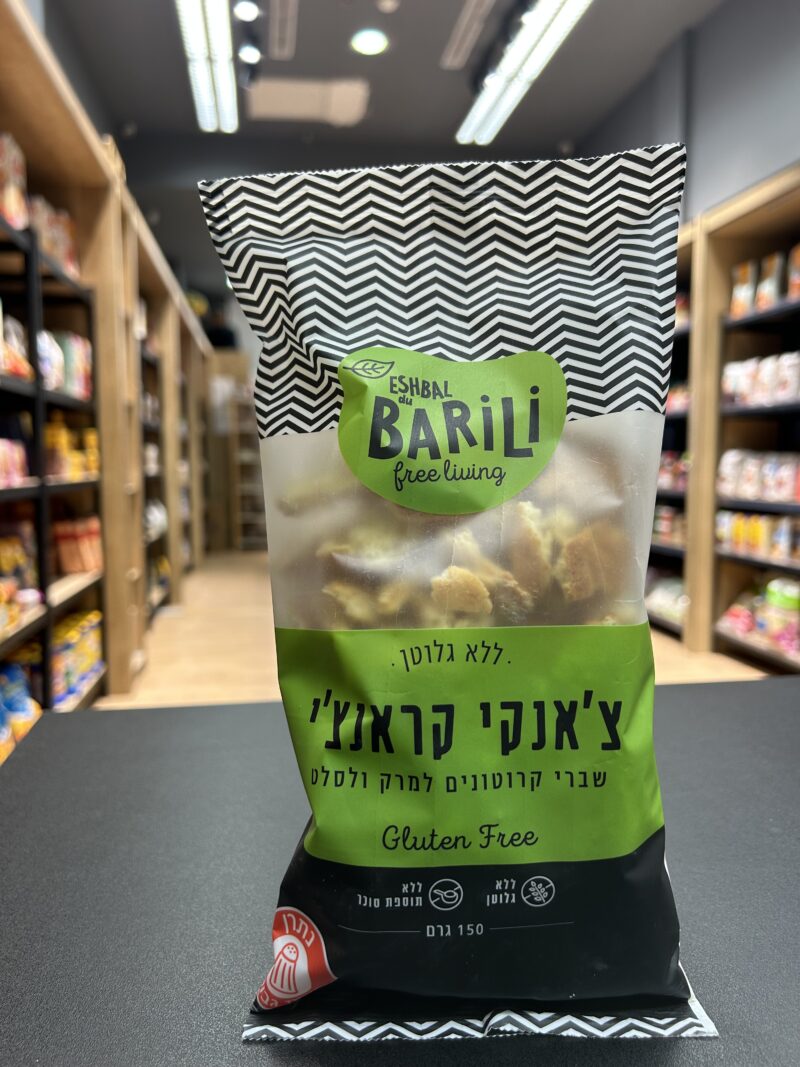 ESHBAL
du
BARiLi
free living
ללא גלוטן
צ'אנקי קראנצ'י
שברי קרוטונים למרק ולסלט
Gluten Free
ללא
גלוטן
ללא
תוספת סוכר
150 גרם
נתרן